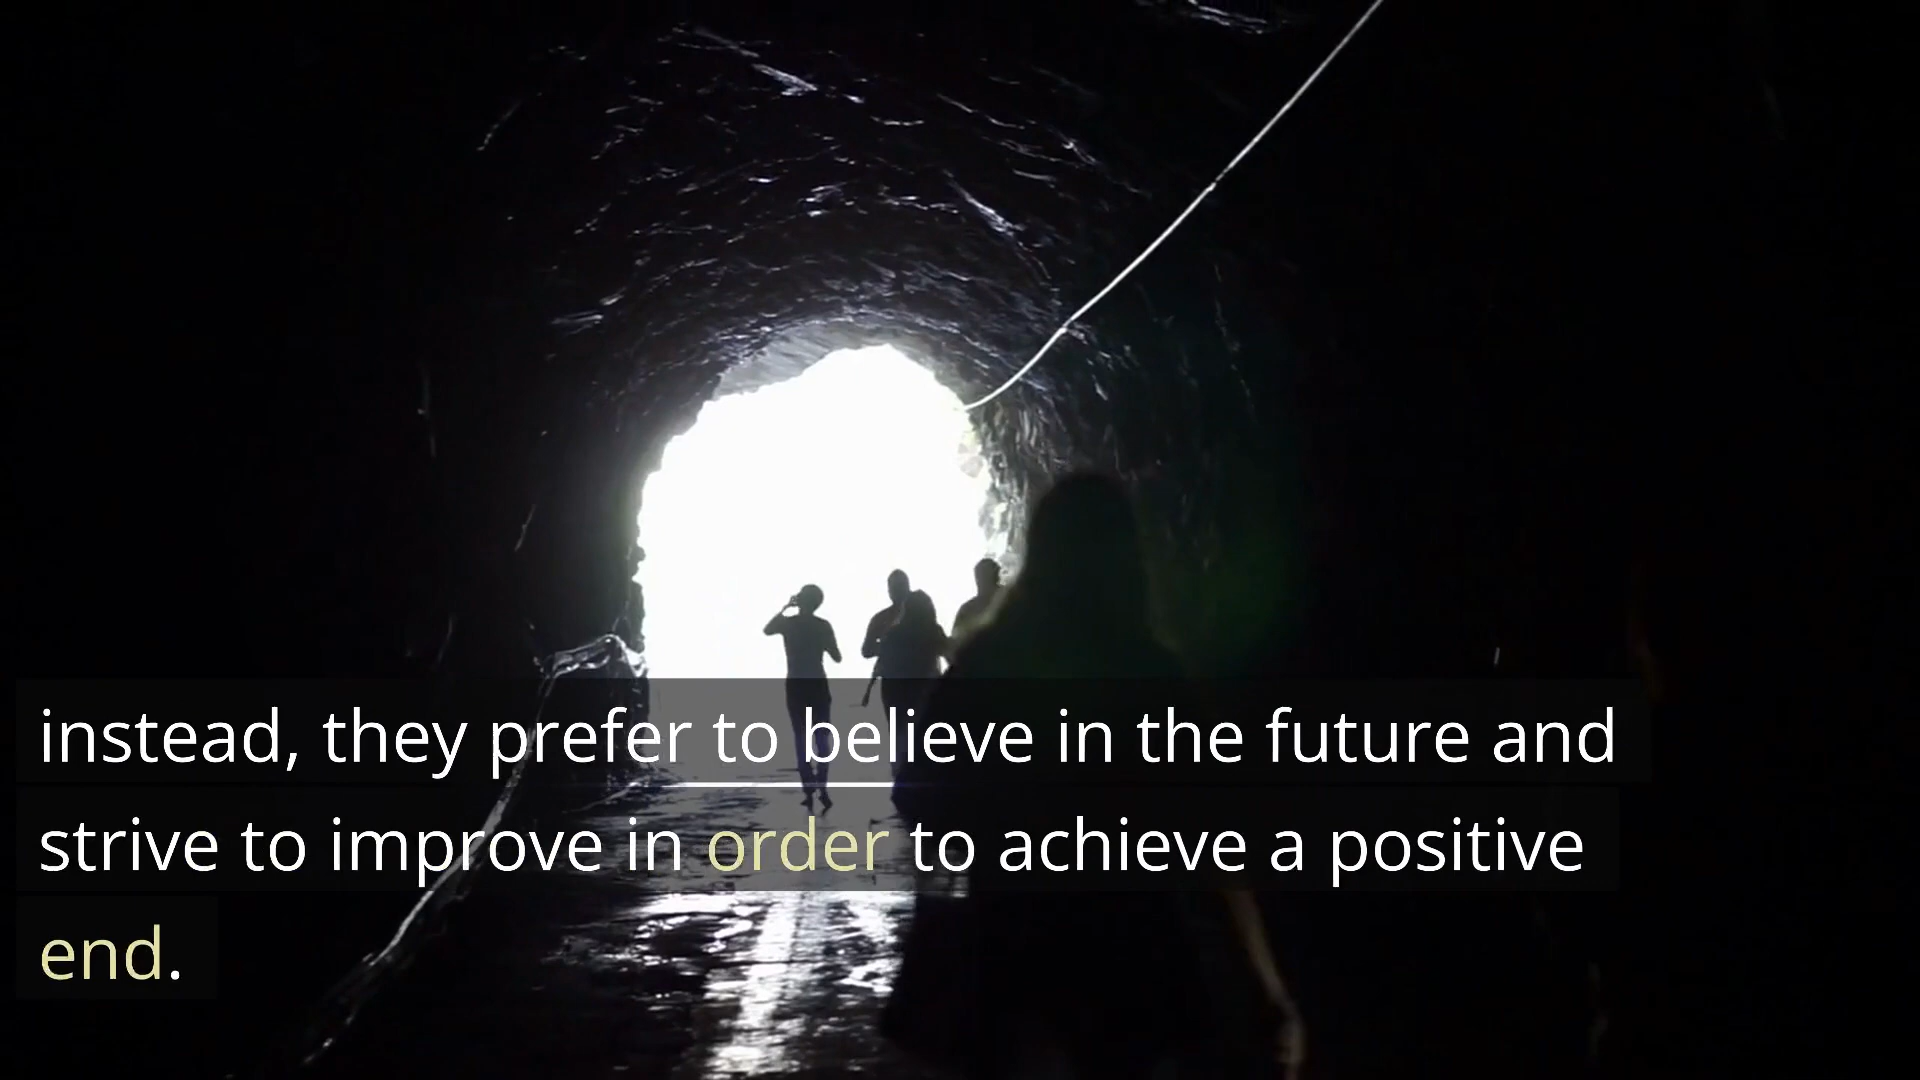 instead, they prefer to believe in the future and
strive to improve in order to achieve a positive
end.